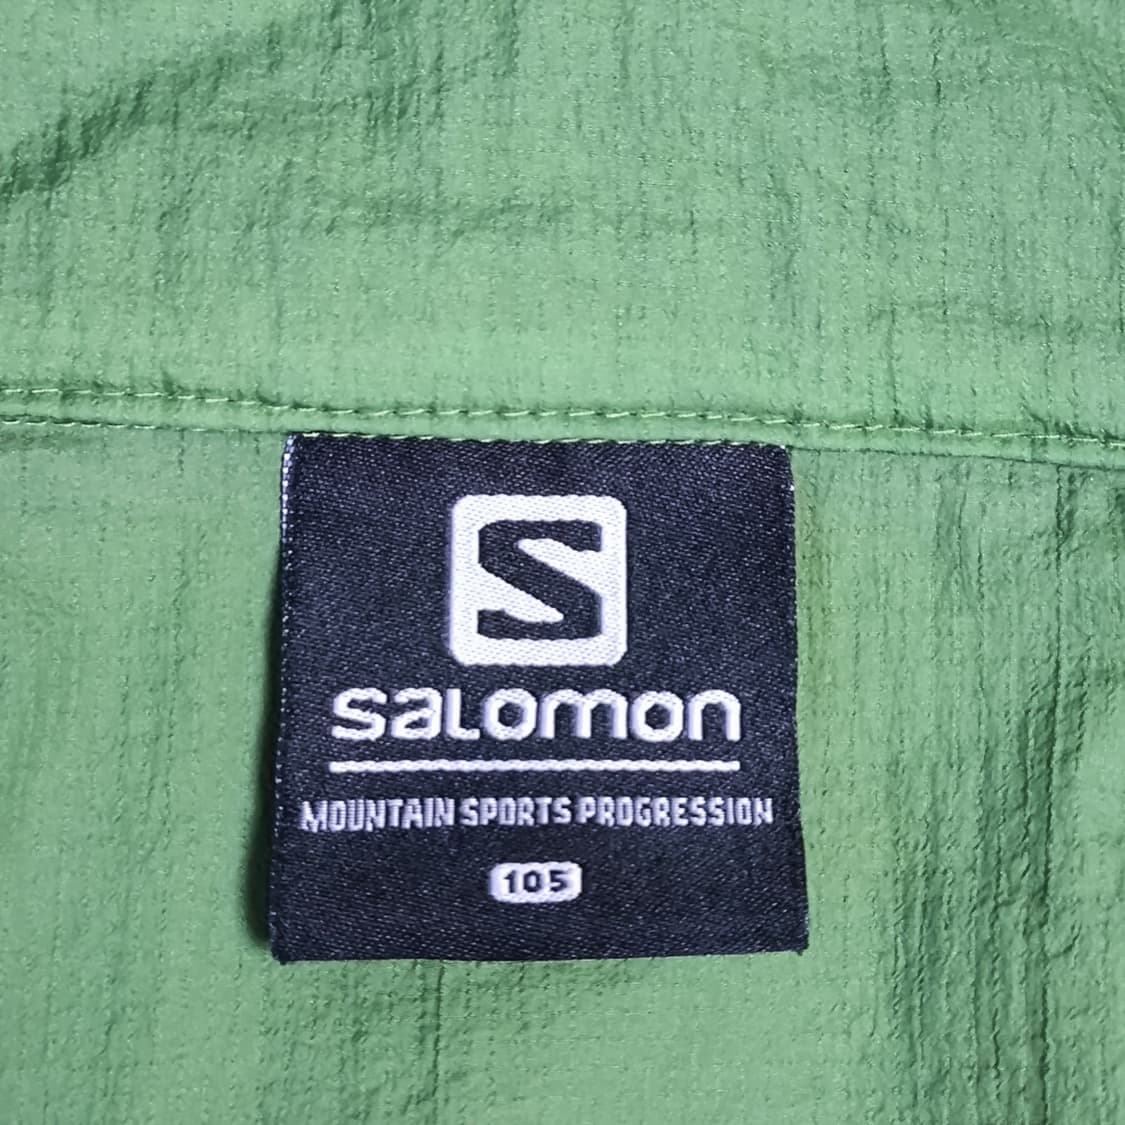 S
salomon
MOUNTAIN SPORTS PROGRESSION
105